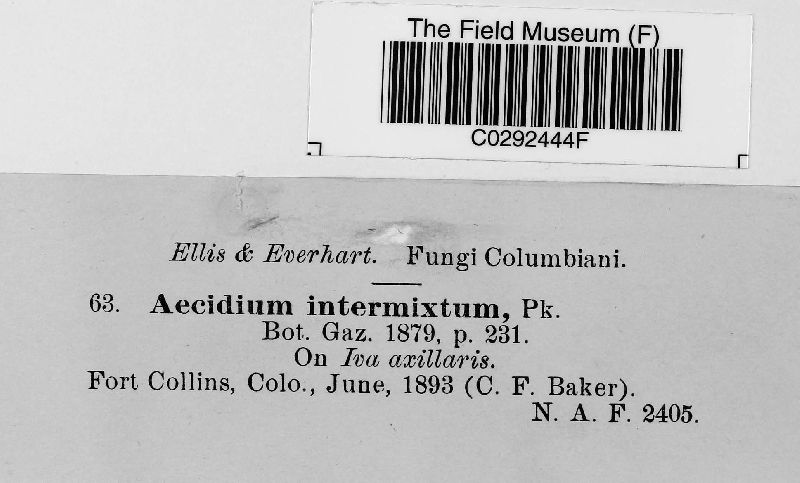 The Field Museum (F)
C0292444F
Ellis & Everhart. Fungi Columbiani.
63. Aecidium intermixtum, Pk.
Bot. Gaz. 1879, p. 231.
On Iva axillaris.
Fort Collins, Colo., June, 1893 (C. F. Baker).
N. A. F. 2405.